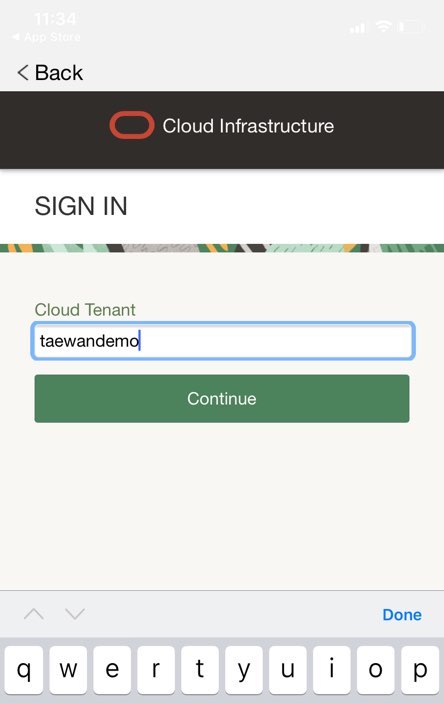 11:34
App Store
Back
Cloud Infrastructure
SIGN IN
Cloud Tenant
taewandemo
Continue
Done
q w e r t y u i o p